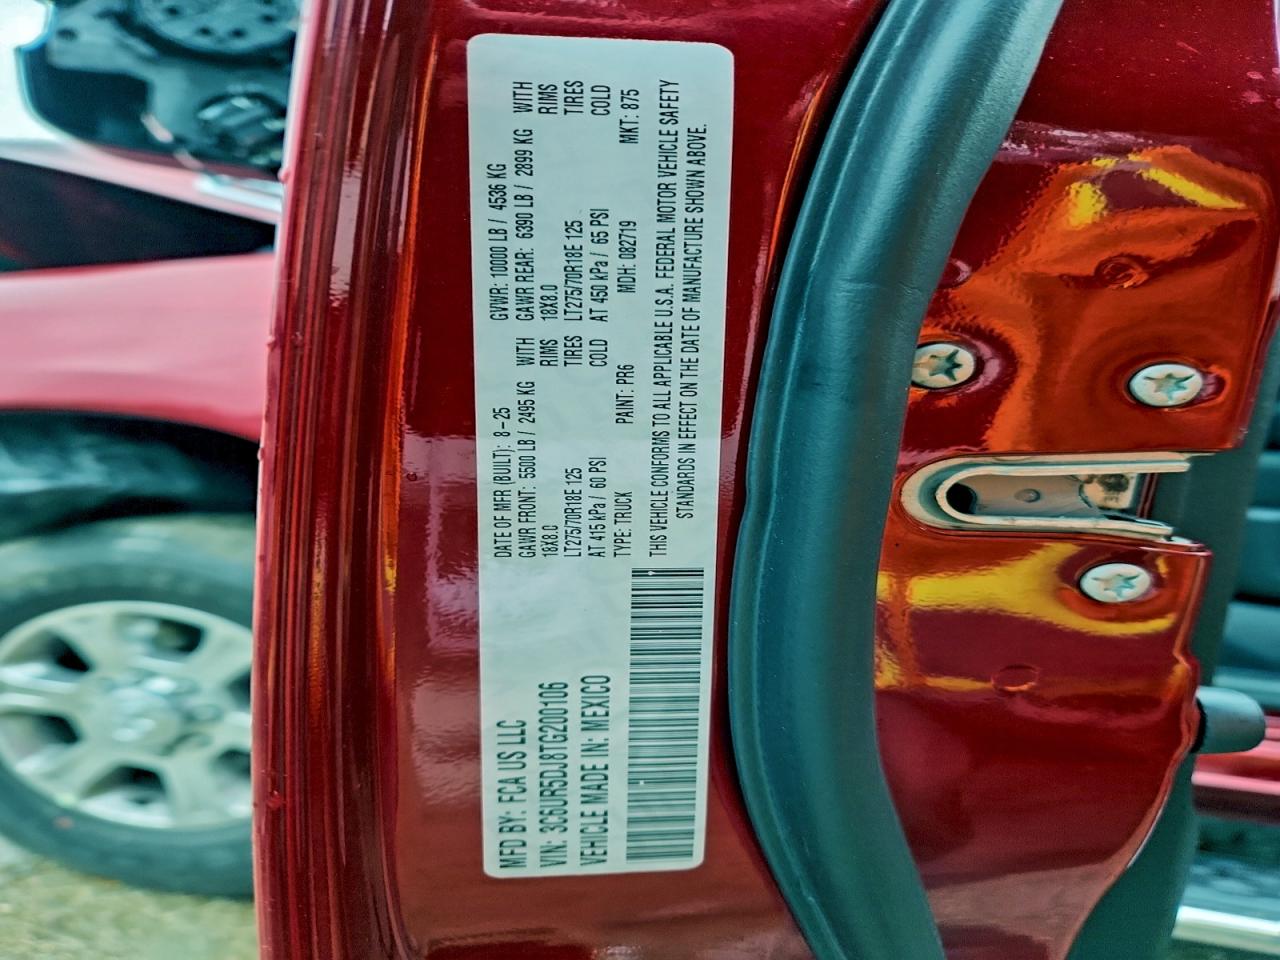 MFD BY: FCA US LLC
VIN: 3C6UR5DJ8TG200106
VEHICLE MADE IN: MEXICO
DATE OF MFR (BUILT): 8-25 GVWR: 10000 LB / 4536 KG
GAWR FRONT: 5500 LB / 2495 KG WITH GAWR REAR: 6390 LB / 2899 KG WITH
18X8.0 RIMS 18X8.0 RIMS
LT275/70R18E 125 TIRES LT275/70R18E 125 TIRES
AT 415 kPa / 60 PSI COLD AT 450 kPa / 65 PSI COLD
TYPE: TRUCK PAINT: PR6 MDH: 082719 MKT: 875
THIS VEHICLE CONFORMS TO ALL APPLICABLE U.S.A. FEDERAL MOTOR VEHICLE SAFETY
STANDARDS IN EFFECT ON THE DATE OF MANUFACTURE SHOWN ABOVE.